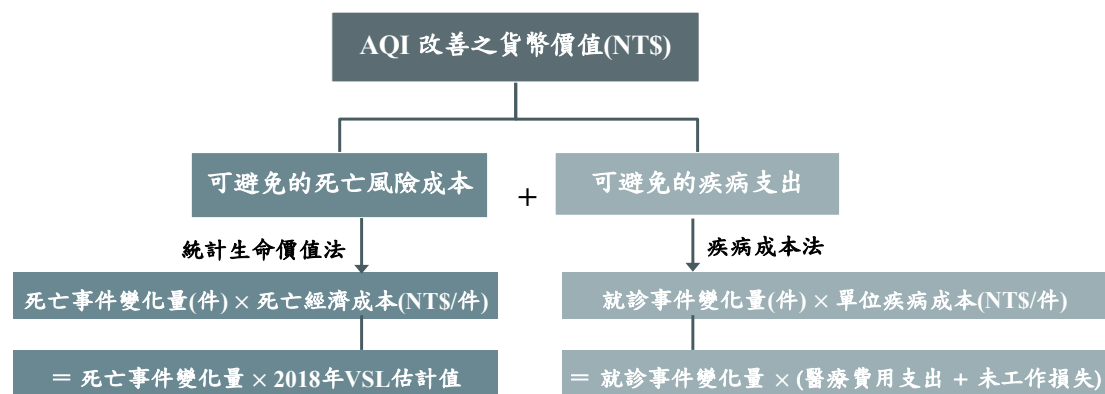 AQI 改善之貨幣價值(NT$)
可避免的死亡風險成本
+
可避免的疾病支出
統計生命價值法
疾病成本法
死亡事件變化量(件) × 死亡經濟成本(NT$/件)
就診事件變化量(件) × 單位疾病成本(NT$/件)
＝ 死亡事件變化量 × 2018年VSL估計值
＝ 就診事件變化量 × (醫療費用支出 + 未工作損失)